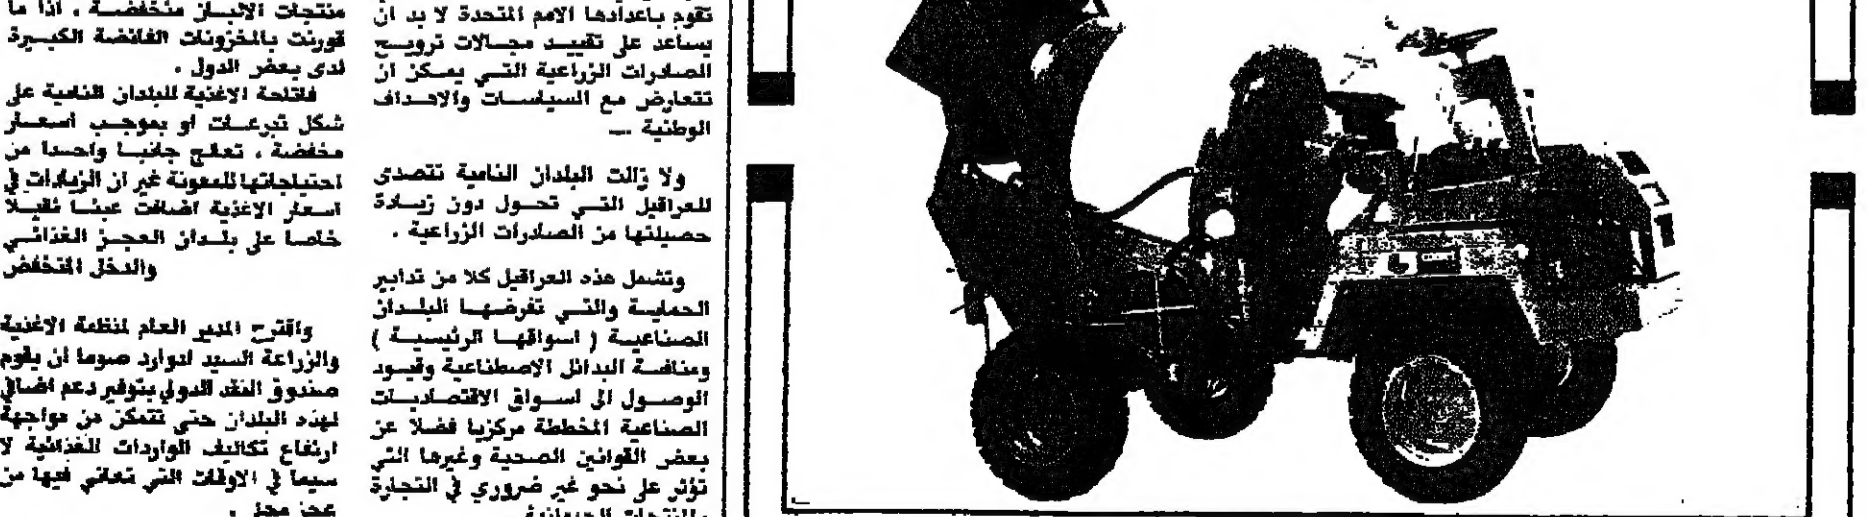 تقوم باعدادها الامم المتحدة لا بد ان
يساعد على تقييد مجالات ترويج
الصادرات الزراعية التي يمكن ان
تتعارض مع السياسات والاهداف
الوطنية ــ
ولا زالت البلدان النامية تتصدى
للعراقيل التي تحول دون زيادة
حصيلتها من الصادرات الزراعية .
وتشمل هذه العراقيل كلا من تدابير
الحماية والتي تفرضها البلدان
الصناعية ( اسواقها الرئيسية )
ومنافسة البدائل الاصطناعية وقيود
الوصول الى اسواق الاقتصاديات
الصناعية المخططة مركزيا فضلا عن
بعض القوانين الصحية وغيرها التي
تؤثر على نحو غير ضروري في التجارة
بالمنتجات الحيوانية
منتجات الالبان منخفضة ، اذا ما
قورنت بالمخزونات الفائضة الكبيرة
لدى بعض الدول .
فاتاحة الاغذية للبلدان النامية على
شكل تبرعات او بموجب اسعار
مخفضة ، تعالج جانبا واحدا من
احتياجاتها للمعونة غير ان الزيادات في
اسعار الاغذية اضافت عبئا ثقيلا
خاصا على بلدان العجز الغذائي
والدخل المنخفض
واقترح المدير العام لمنظمة الاغذية
والزراعة السيد ادوارد صوما ان يقوم
صندوق النقد الدولي بتوفير دعم اضافي
لهذه البلدان حتى تتمكن من مواجهة
ارتفاع تكاليف الواردات الغذائية لا
سيما في الاوقات التي تعاني فيها من
عجز محلي .